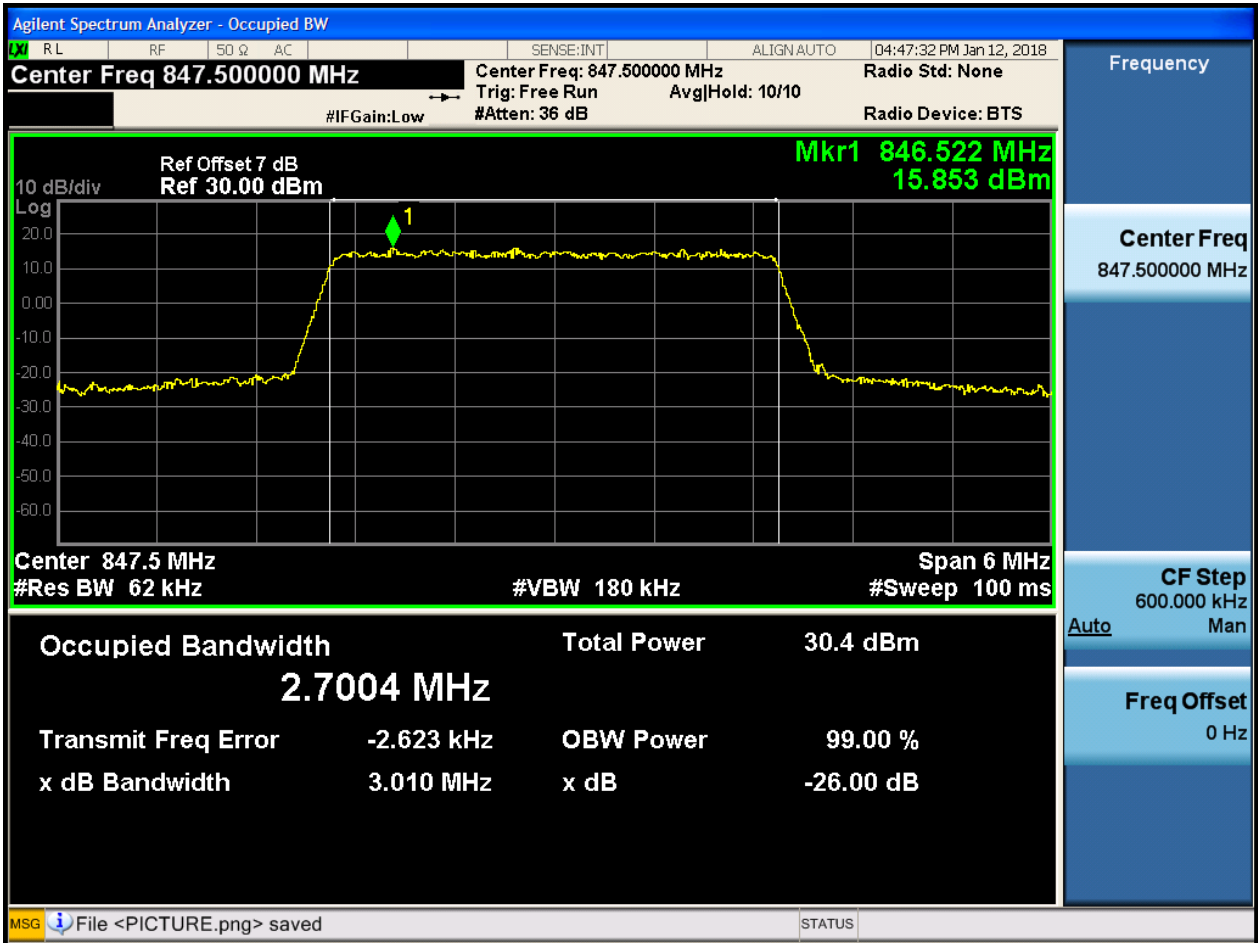 Agilent Spectrum Analyzer - Occupied BW
LXI RL RF 50 Ω AC SENSE:INT ALIGN AUTO 04:47:32 PM Jan 12, 2018
Center Freq 847.500000 MHz
Center Freq: 847.500000 MHz
Radio Std: None
Trig: Free Run Avg|Hold: 10/10
#IFGain:Low
#Atten: 36 dB
Radio Device: BTS
Mkr1 846.522 MHz
15.853 dBm
Ref Offset 7 dB
10 dB/div Ref 30.00 dBm
Log
1
20.0
10.0
0.00
-10.0
-20.0
-30.0
-40.0
-50.0
-60.0
Center 847.5 MHz Span 6 MHz
#Res BW 62 kHz #VBW 180 kHz #Sweep 100 ms
Occupied Bandwidth Total Power 30.4 dBm
2.7004 MHz
Transmit Freq Error -2.623 kHz OBW Power 99.00 %
x dB Bandwidth 3.010 MHz x dB -26.00 dB
Frequency
Center Freq
847.500000 MHz
CF Step
600.000 kHz
Auto Man
Freq Offset
0 Hz
MSG File <PICTURE.png> saved STATUS